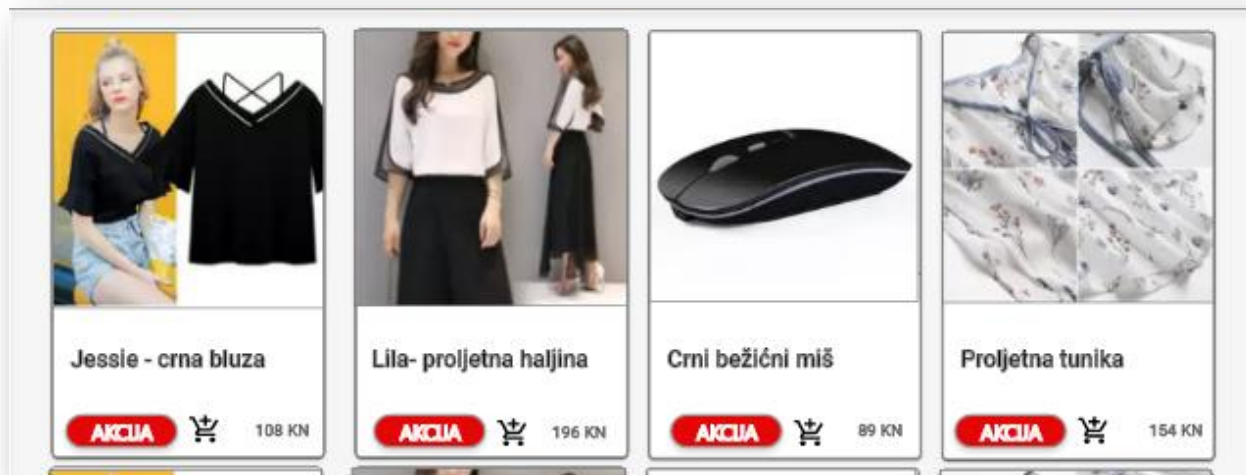 Jessie - crna bluza
Lila- proljetna haljina
Crni bežićni miš
Proljetna tunika
AKCIJA 108 KN
AKCIJA 196 KN
AKCIJA 89 KN
AKCIJA 154 KN